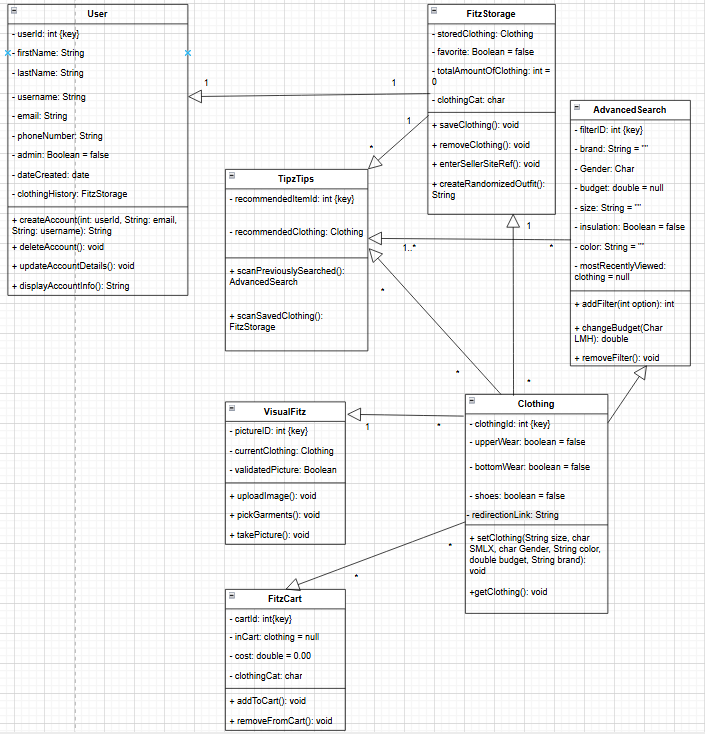 User
- userId: int {key}
- firstName: String
- lastName: String
- username: String
- email: String
- phoneNumber: String
- admin: Boolean = false
- dateCreated: date
- clothingHistory: FitzStorage
+ createAccount(int: userId, String: email,
String: username): String
+ deleteAccount(): void
+ updateAccountDetails(): void
+ displayAccountInfo(): String
1
1
FitzStorage
- storedClothing: Clothing
- favorite: Boolean = false
- totalAmountOfClothing: int =
0
- clothingCat: char
+ saveClothing(): void
+ removeClothing(): void
+ enterSellerSiteRef(): void
+ createRandomizedOutfit():
String
1
*
AdvancedSearch
- filterID: int {key}
- brand: String = ""
- Gender: Char
- budget: double = null
- size: String = ""
- insulation: Boolean = false
- color: String = ""
- mostRecentlyViewed:
clothing = null
+ addFilter(int option): int
+ changeBudget(Char
LMH): double
+ removeFilter(): void
TipzTips
- recommendedItemId: int {key}
- recommendedClothing: Clothing
+ scanPreviouslySearched():
AdvancedSearch
+ scanSavedClothing():
FitzStorage
1..*
*
1
*
*
*
VisualFitz
- pictureID: int {key}
- currentClothing: Clothing
- validatedPicture: Boolean
+ uploadImage(): void
+ pickGarments(): void
+ takePicture(): void
1
*
Clothing
- clothingId: int {key}
- upperWear: boolean = false
- bottomWear: boolean = false
- shoes: boolean = false
- redirectionLink: String
+ setClothing(String size, char
SMLX, char Gender, String color,
double budget, String brand):
void
+getClothing(): void
*
*
FitzCart
- cartId: int{key}
- inCart: clothing = null
- cost: double = 0.00
- clothingCat: char
+ addToCart(): void
+ removeFromCart(): void